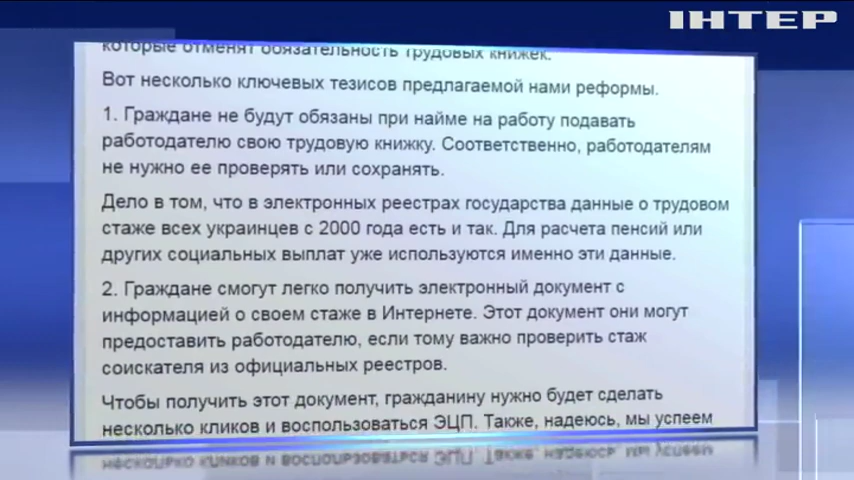 ІНТЕР
которые отменят обязательность трудовых книжек.
Вот несколько ключевых тезисов предлагаемой нами реформы.
1. Граждане не будут обязаны при найме на работу подавать
работодателю свою трудовую книжку. Соответственно, работодателям
не нужно ее проверять или сохранять.
Дело в том, что в электронных реестрах государства данные о трудовом
стаже всех украинцев с 2000 года есть и так. Для расчета пенсий или
других социальных выплат уже используются именно эти данные.
2. Граждане смогут легко получить электронный документ с
информацией о своем стаже в Интернете. Этот документ они могут
предоставить работодателю, если тому важно проверить стаж
соискателя из официальных реестров.
Чтобы получить этот документ, гражданину нужно будет сделать
несколько кликов и воспользоваться ЭЦП. Также, надеюсь, мы успеем